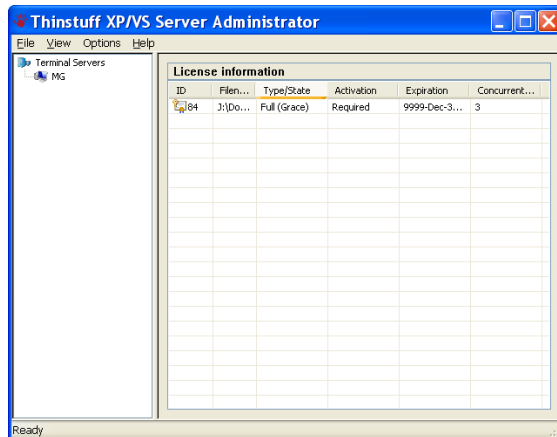 Thinstuff XP/VS Server Administrator
File View Options Help
Terminal Servers
MG
License information
ID Filen... Type/State Activation Expiration Concurrent...
84 J:\Do... Full (Grace) Required 9999-Dec-3... 3
Ready